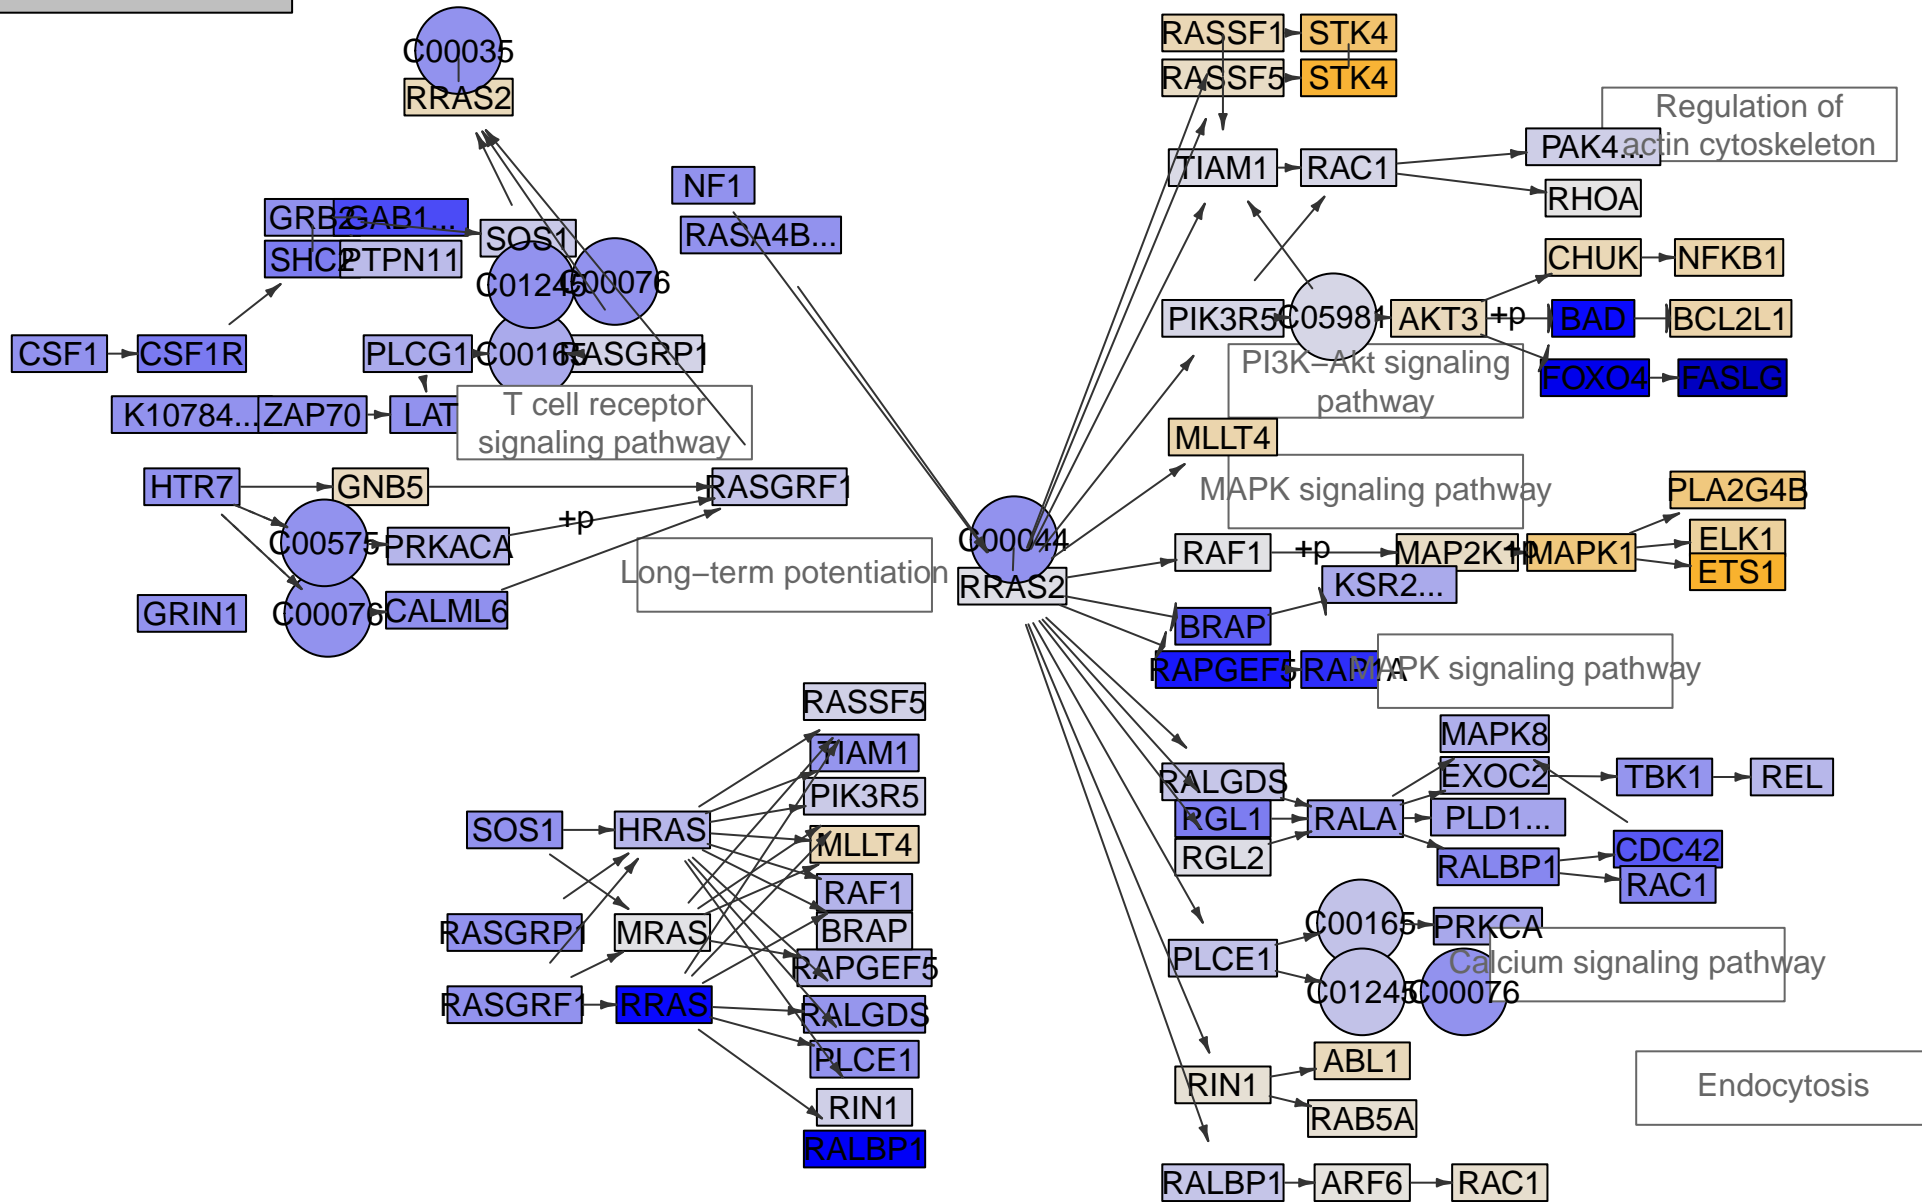 C00035
RRAS2
NF1
RASA4B...
GRB2
GAB1...
SHC2
PTPN11
SOS1
C01245
C00076
CSF1
CSF1R
PLCG1
C00165
RASGRP1
K10784...
ZAP70
LAT
T cell receptor
signaling pathway
HTR7
GNB5
RASGRF1
C00575
PRKACA
+p
GRIN1
C00076
CALML6
Long−term potentiation
C00044
RRAS2
RASSF1
STK4
RASSF5
STK4
Regulation of
actin cytoskeleton
TIAM1
RAC1
PAK4...
RHOA
CHUK
NFKB1
PIK3R5
C05981
AKT3
+p
BAD
BCL2L1
FOXO4
FASLG
PI3K−Akt signaling
pathway
MLLT4
MAPK signaling pathway
PLA2G4B
RAF1
+p
MAP2K1
+p
MAPK1
ELK1
ETS1
KSR2...
BRAP
RAPGEF5
RAP1A
MAPK signaling pathway
MAPK8
RALGDS
EXOC2
TBK1
REL
RGL1
RALA
PLD1...
RGL2
RALBP1
CDC42
RAC1
C00165
PRKCA
PLCE1
Calcium signaling pathway
C01245
C00076
RIN1
ABL1
RAB5A
Endocytosis
RALBP1
ARF6
RAC1
RASSF5
TIAM1
PIK3R5
SOS1
HRAS
MLLT4
RAF1
RASGRP1
MRAS
BRAP
RAPGEF5
RASGRF1
RRAS
RALGDS
PLCE1
RIN1
RALBP1